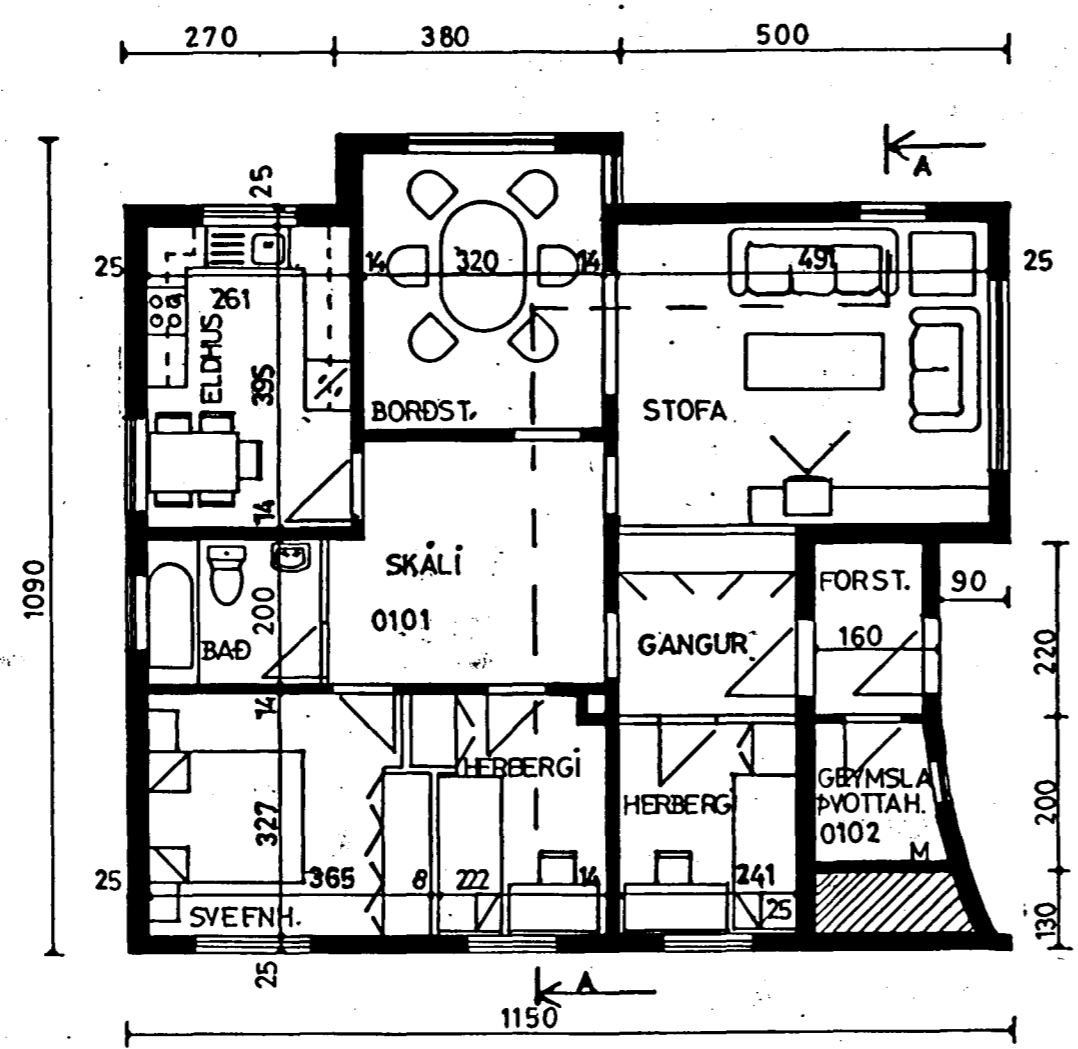 270 380 500
A
25
25 14 320 14 491 25
261
ELDHUS
395
BORÐST.
STOFA
14
1090
SKÁLI
0101
BAÐ
200
FORST.
90
160
220
GANGUR
14
HERBERGI
HERBERGI
GEYMSLA
ÞVOTTAH.
0102
M
200
327
25 365 8 222 14 241
25
SVEFNH.
130
25
A
1150